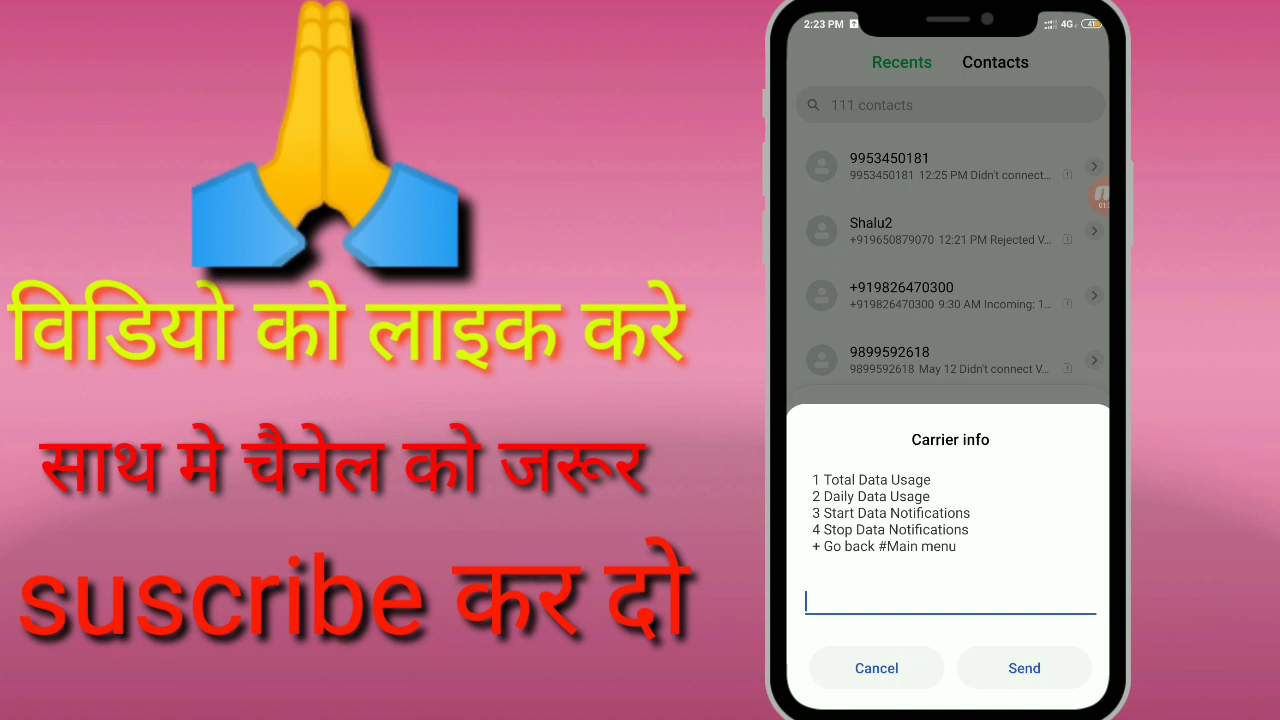 विडियो को लाइक करे
साथ मे चैनेल को जरूर
suscribe कर दो
2:23 PM
4G
41
Recents Contacts
111 contacts
9953450181
9953450181 12:25 PM Didn't connect...
Shalu2
+919650879070 12:21 PM Rejected V...
+919826470300
+919826470300 9:30 AM Incoming: 1...
9899592618
9899592618 May 12 Didn't connect V...
Carrier info
1 Total Data Usage
2 Daily Data Usage
3 Start Data Notifications
4 Stop Data Notifications
+ Go back #Main menu
Cancel Send